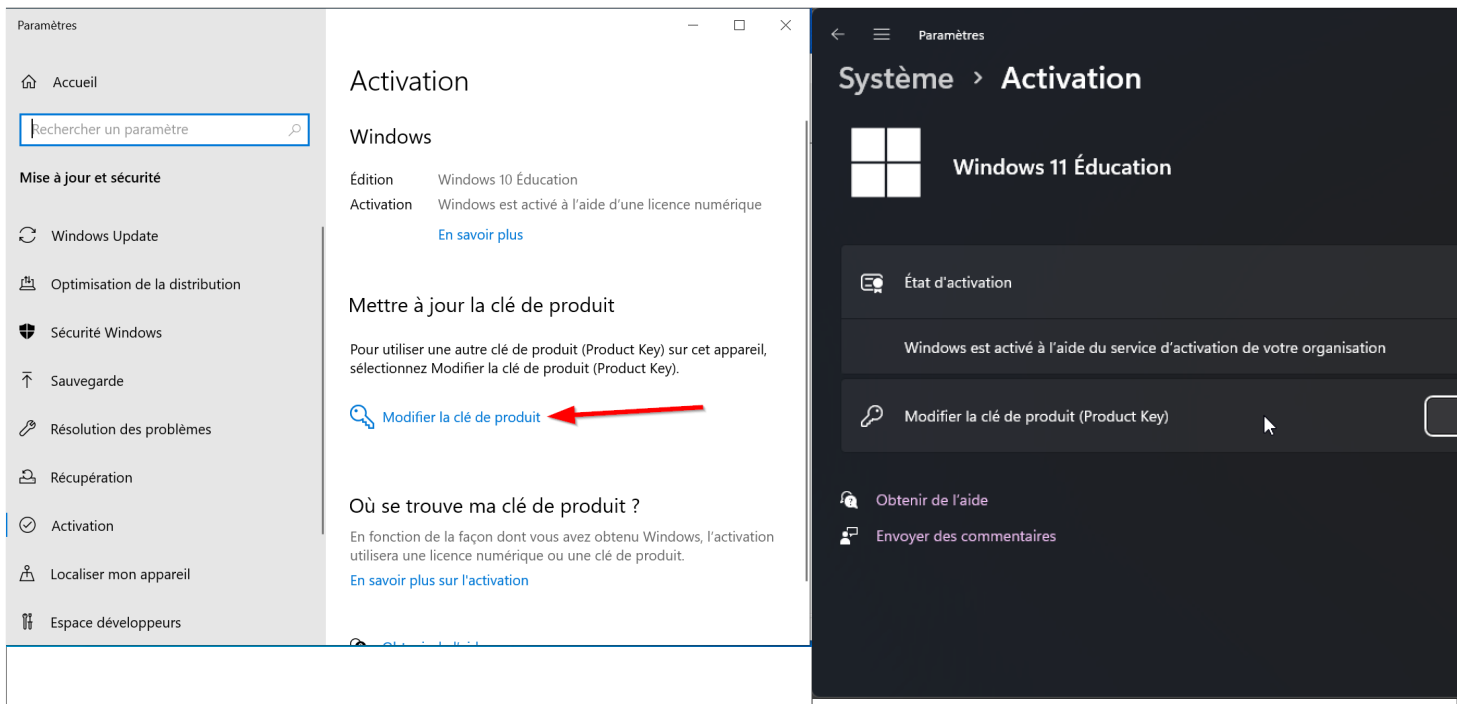 Paramètres
Accueil
Rechercher un paramètre
Mise à jour et sécurité
Windows Update
Optimisation de la distribution
Sécurité Windows
Sauvegarde
Résolution des problèmes
Récupération
Activation
Localiser mon appareil
Espace développeurs
Activation
Windows
Édition Windows 10 Éducation
Activation Windows est activé à l’aide d’une licence numérique
En savoir plus
Mettre à jour la clé de produit
Pour utiliser une autre clé de produit (Product Key) sur cet appareil,
sélectionnez Modifier la clé de produit (Product Key).
Modifier la clé de produit
Où se trouve ma clé de produit ?
En fonction de la façon dont vous avez obtenu Windows, l’activation
utilisera une licence numérique ou une clé de produit.
En savoir plus sur l’activation
Paramètres
Système > Activation
Windows 11 Éducation
État d'activation
Windows est activé à l’aide du service d’activation de votre organisation
Modifier la clé de produit (Product Key)
Obtenir de l’aide
Envoyer des commentaires